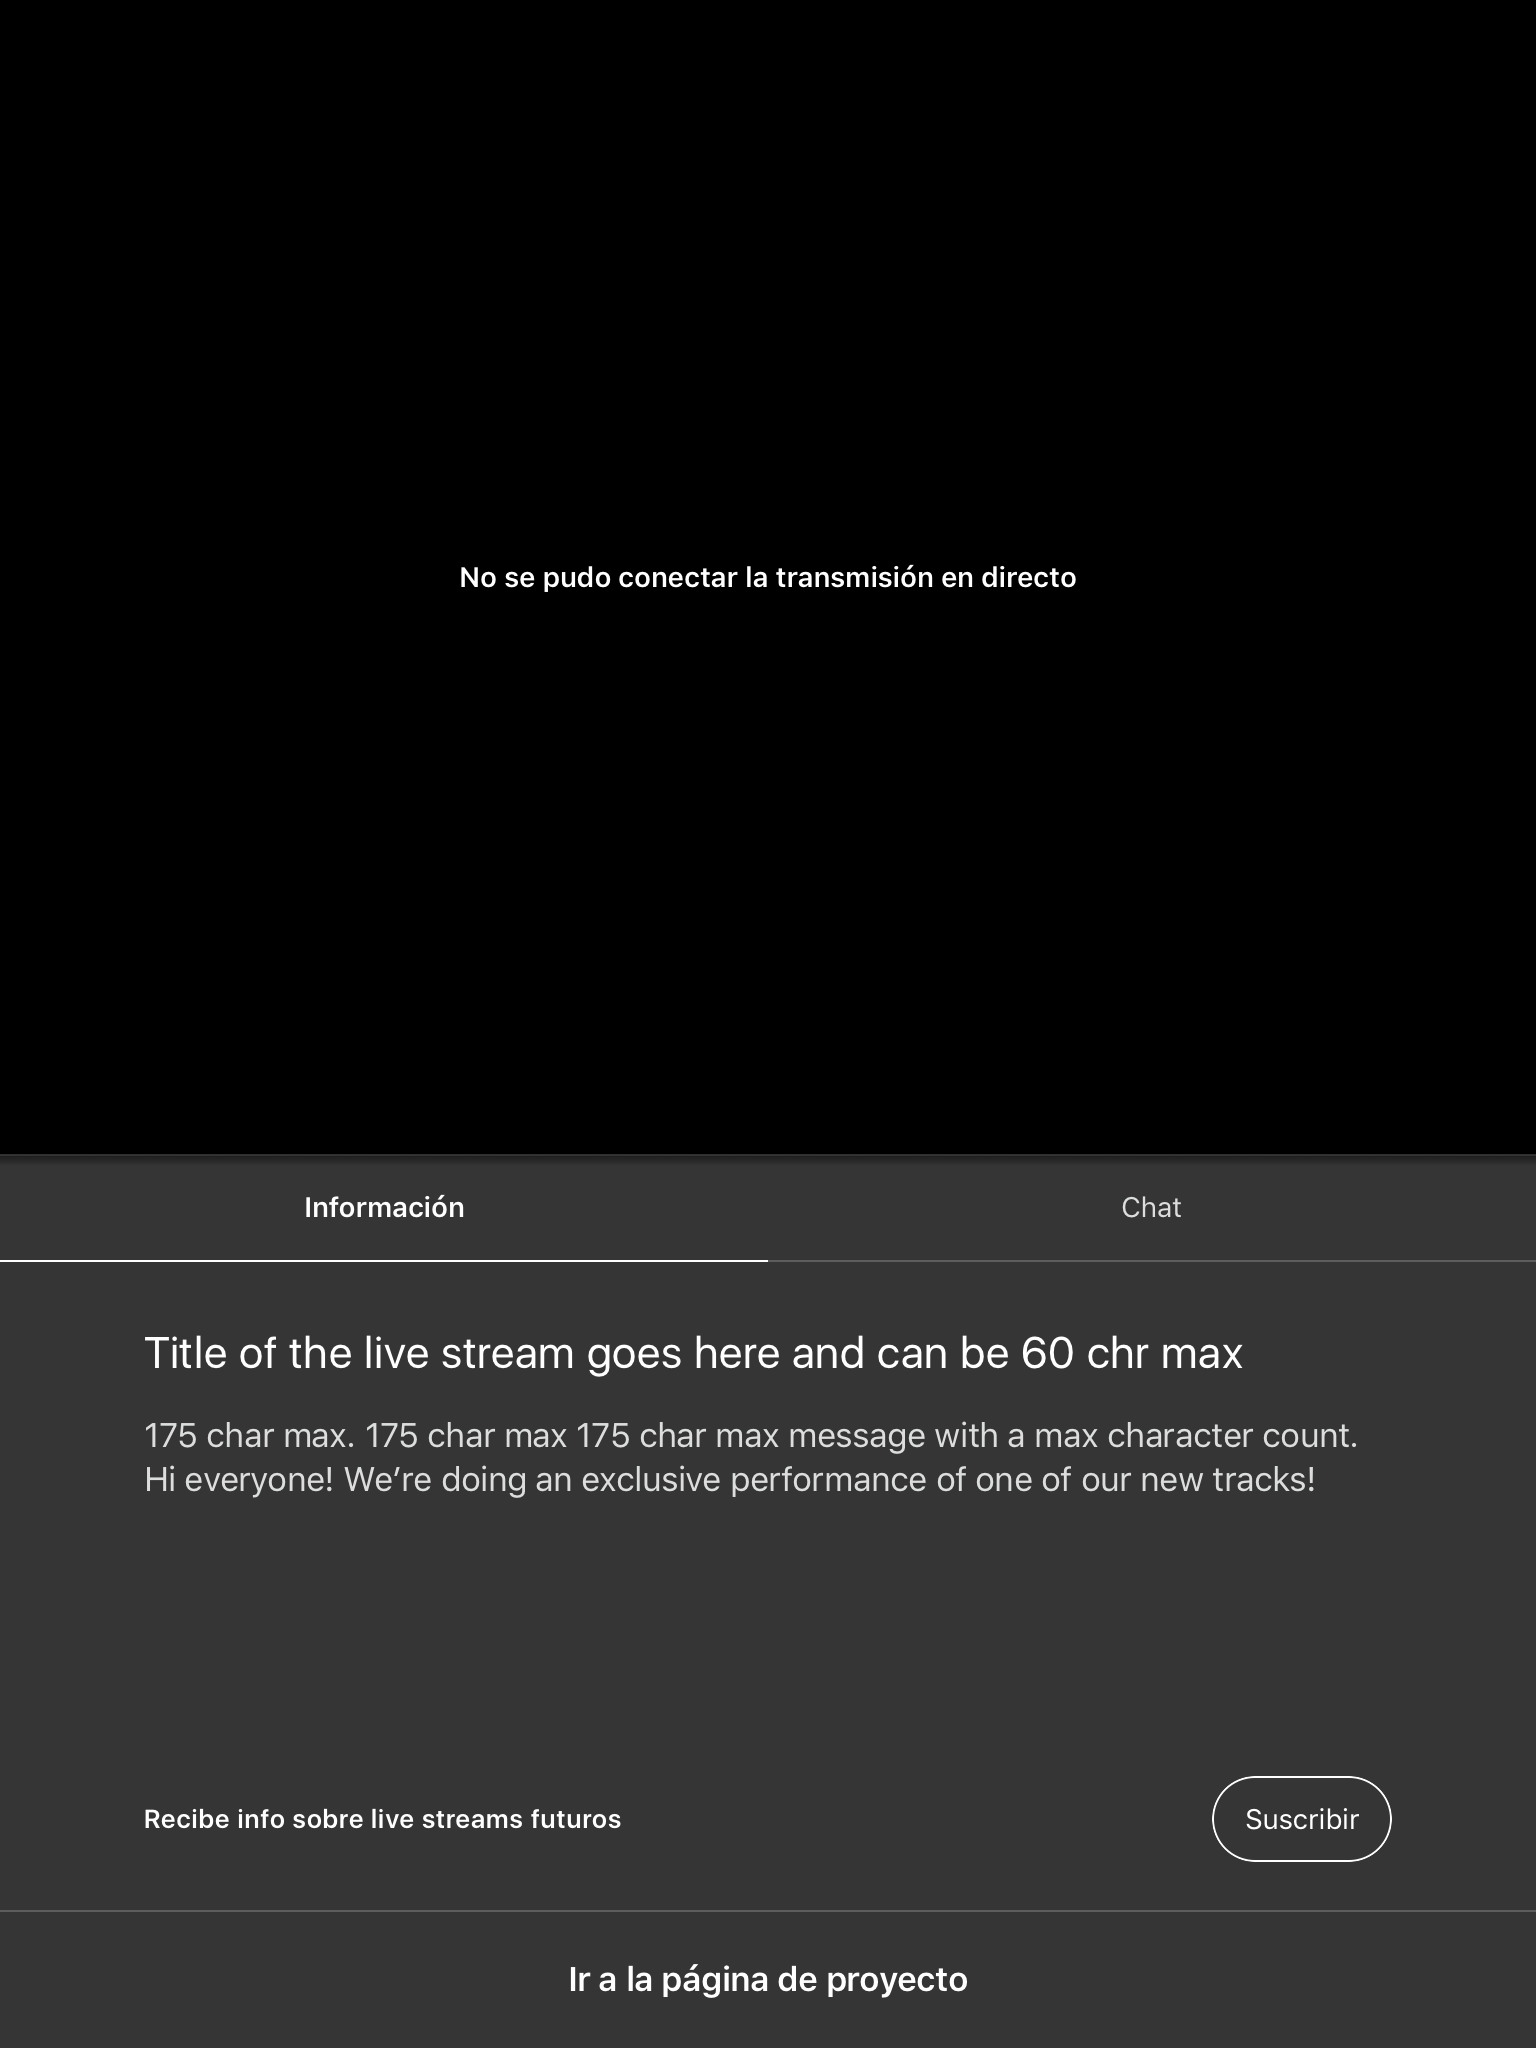 No se pudo conectar la transmisión en directo
Información
Chat
Title of the live stream goes here and can be 60 chr max
175 char max. 175 char max 175 char max message with a max character count.
Hi everyone! We’re doing an exclusive performance of one of our new tracks!
Recibe info sobre live streams futuros
Suscribir
Ir a la página de proyecto